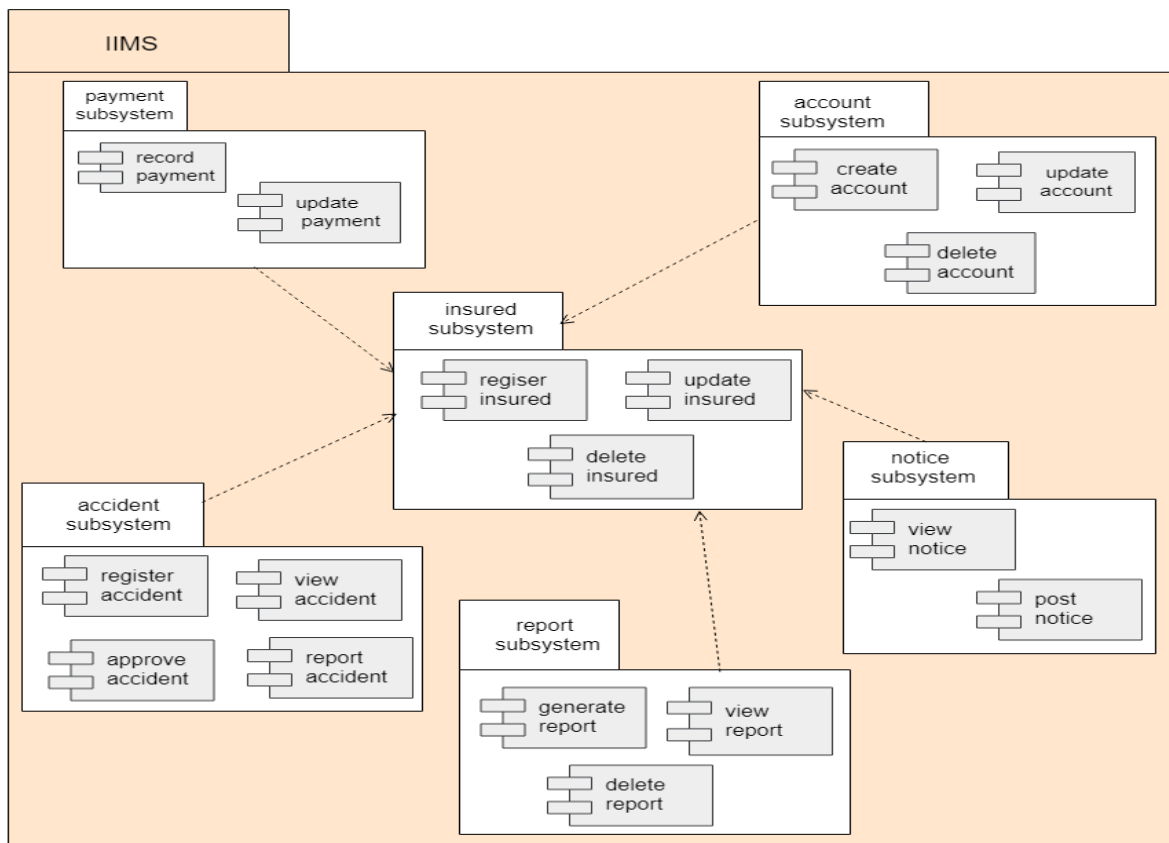 IIMS
payment
subsystem
record
payment
update
payment
account
subsystem
create
account
update
account
delete
account
insured
subsystem
regiser
insured
update
insured
delete
insured
accident
subsystem
register
accident
view
accident
approve
accident
report
accident
notice
subsystem
view
notice
post
notice
report
subsystem
generate
report
view
report
delete
report